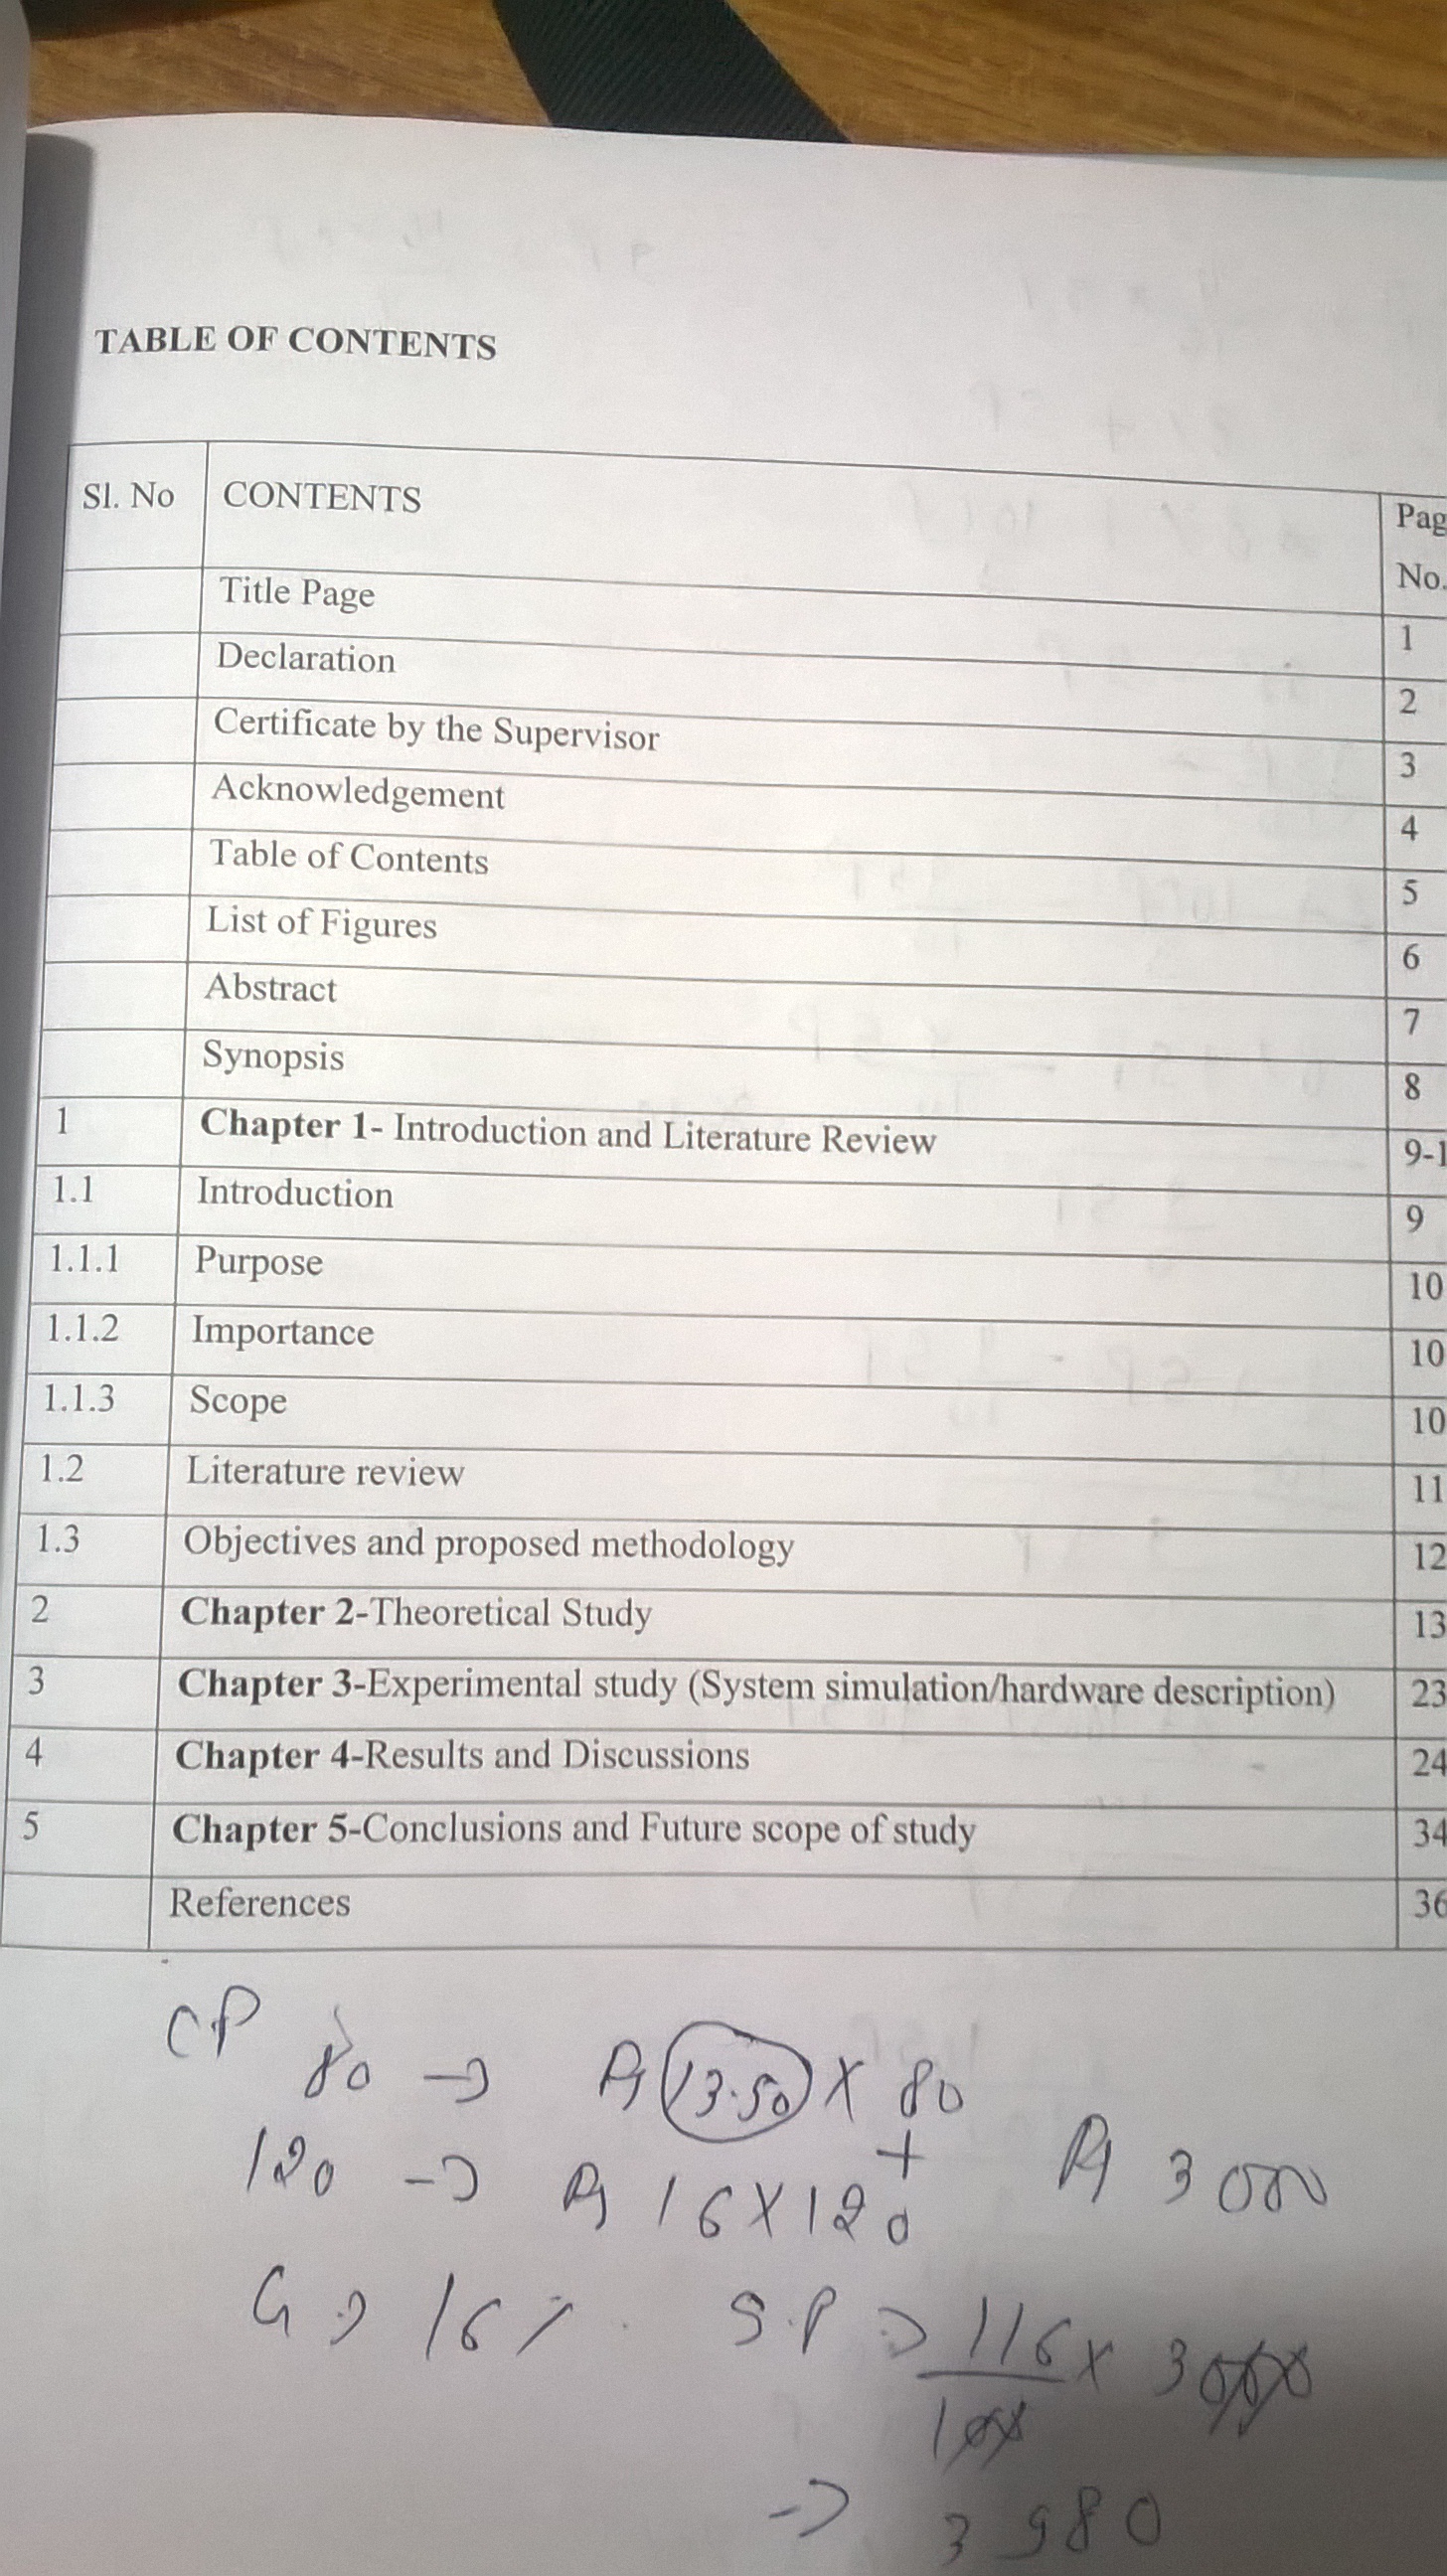 TABLE OF CONTENTS
Sl. No CONTENTS Pag
No.
Title Page 1
Declaration 2
Certificate by the Supervisor 3
Acknowledgement 4
Table of Contents 5
List of Figures 6
Abstract 7
Synopsis 8
1 Chapter 1- Introduction and Literature Review 9-1
1.1 Introduction 9
1.1.1 Purpose 10
1.1.2 Importance 10
1.1.3 Scope 10
1.2 Literature review 11
1.3 Objectives and proposed methodology 12
2 Chapter 2-Theoretical Study 13
3 Chapter 3-Experimental study (System simulation/hardware description) 23
4 Chapter 4-Results and Discussions 24
5 Chapter 5-Conclusions and Future scope of study 34
References 36
CP
80 → Rs 13.50 X 80
+
120 → Rs 16 X 120 Rs 3000
G → 16% S.P → 116 x 3000
100
→ 3980